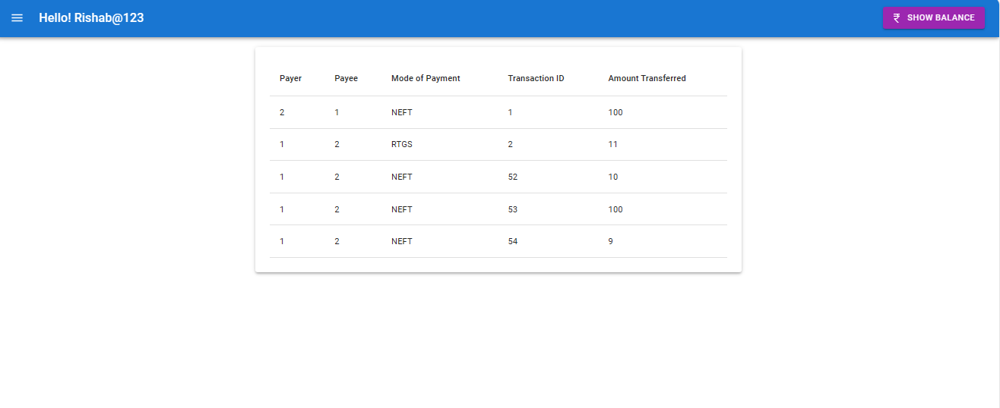 Hello! Rishab@123
₹ SHOW BALANCE
Payer Payee Mode of Payment Transaction ID Amount Transferred
2 1 NEFT 1 100
1 2 RTGS 2 11
1 2 NEFT 52 10
1 2 NEFT 53 100
1 2 NEFT 54 9